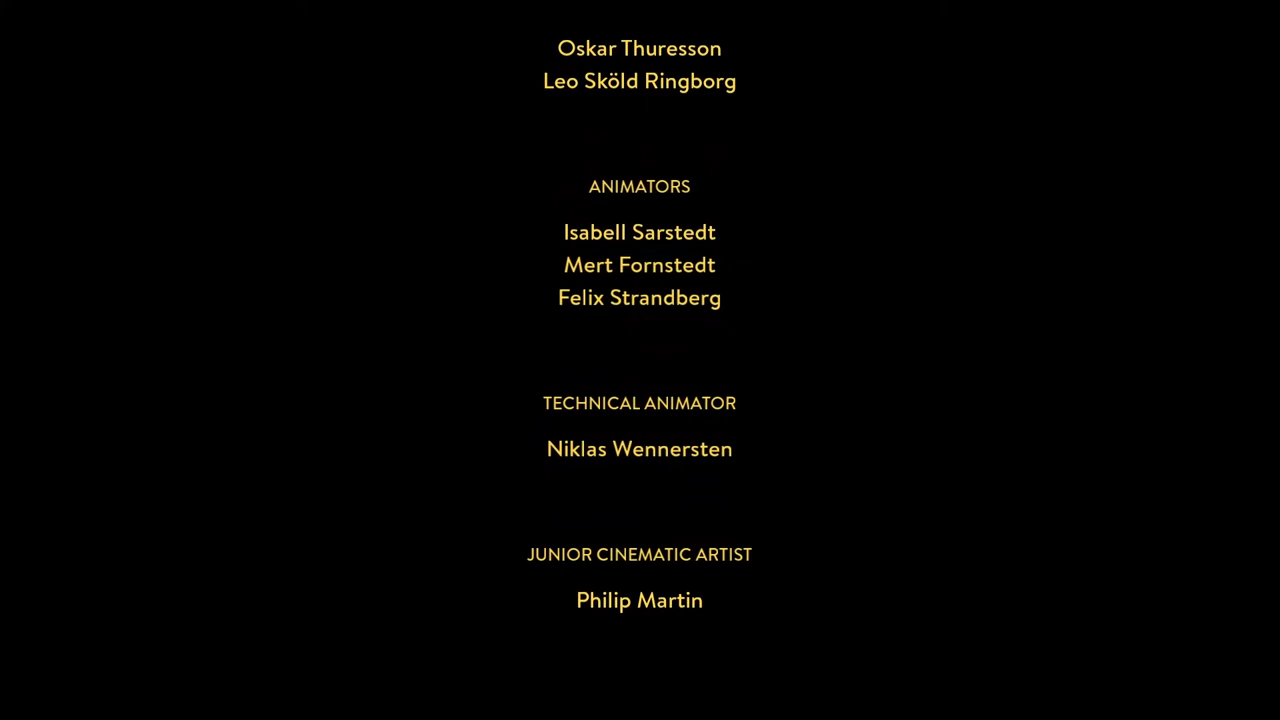 Oskar Thuresson
Leo Sköld Ringborg
ANIMATORS
Isabell Sarstedt
Mert Fornstedt
Felix Strandberg
TECHNICAL ANIMATOR
Niklas Wennersten
JUNIOR CINEMATIC ARTIST
Philip Martin